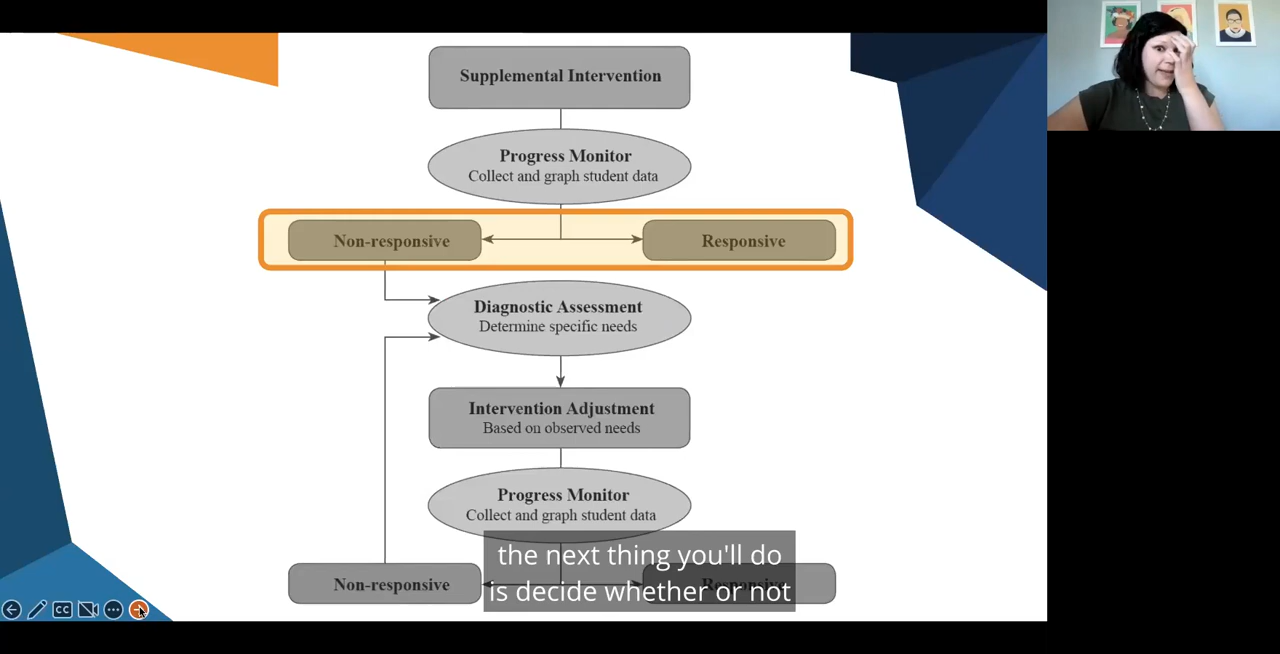 Supplemental Intervention
Progress Monitor
Collect and graph student data
Non-responsive
Responsive
Diagnostic Assessment
Determine specific needs
Intervention Adjustment
Based on observed needs
Progress Monitor
Collect and graph student data
Non-responsive
Responsive
the next thing you'll do
is decide whether or not
CC